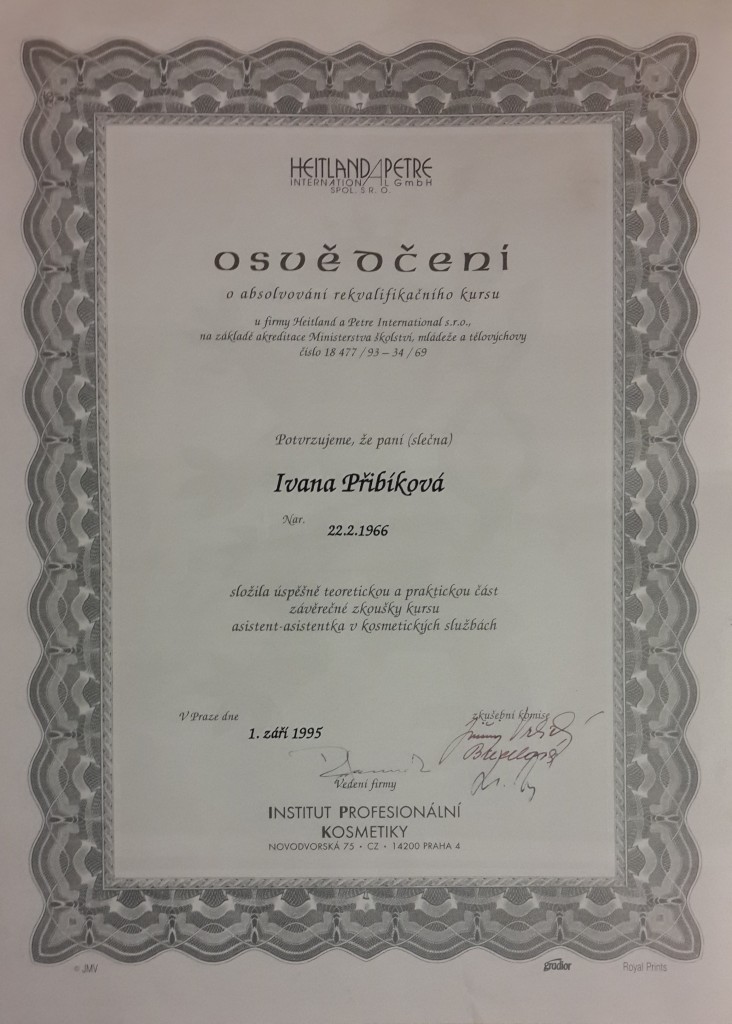 HEITLAND A PETRE
INTERNATIONAL GmbH
SPOL. S R. O.
osvědčení
o absolvování rekvalifikačního kursu
u firmy Heitland a Petre International s.r.o.,
na základě akreditace Ministerstva školství, mládeže a tělovýchovy
číslo 18 477 / 93 – 34 / 69
Potvrzujeme, že paní (slečna)
Ivana Přibíková
Nar.
22.2.1966
složila úspěšně teoretickou a praktickou část
závěrečné zkoušky kursu
asistent-asistentka v kosmetických službách
V Praze dne
1. září 1995
zkušební komise
Vedení firmy
INSTITUT PROFESIONÁLNÍ
KOSMETIKY
NOVODVORSKÁ 75 • CZ • 14200 PRAHA 4
© JMV
gradior
Royal Prints